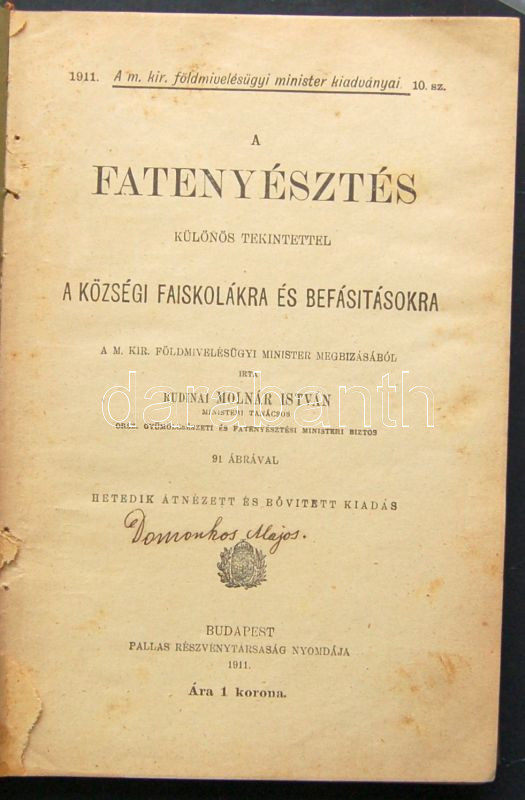 1911. A m. kir. földmivelésügyi minister kiadványai. 10. sz.
A
FATENYÉSZTÉS
KÜLÖNÖS TEKINTETTEL
A KÖZSÉGI FAISKOLÁKRA ÉS BEFÁSITÁSOKRA
A M. KIR. FÖLDMIVELÉSÜGYI MINISTER MEGBIZÁSÁBÓL
IRTA
RUDINAI MOLNÁR ISTVÁN
MINISTERI TANÁCSOS
ORSZ. GYÜMÖLCSÉSZETI ÉS FATENYÉSZTÉSI MINISTERI BIZTOS
91 ÁBRÁVAL
HETEDIK ÁTNÉZETT ÉS BŐVITETT KIADÁS
Domonkos Alajos.
BUDAPEST
PALLAS RÉSZVÉNYTÁRSASÁG NYOMDÁJA
1911.
Ára 1 korona.
darabanth